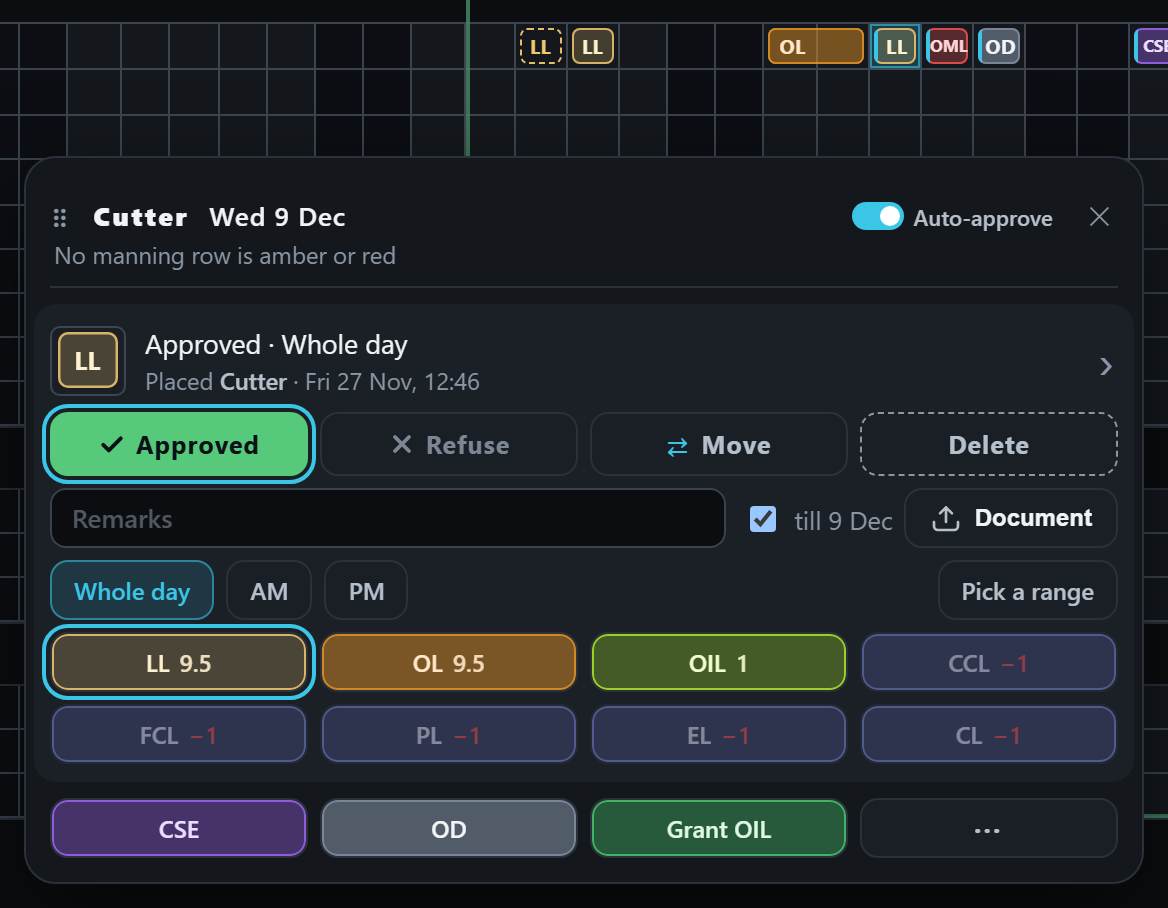 LL LL OL LL OML OD CSE
Cutter Wed 9 Dec Auto-approve
No manning row is amber or red
LL Approved · Whole day
Placed Cutter · Fri 27 Nov, 12:46
Approved Refuse Move Delete
Remarks till 9 Dec Document
Whole day AM PM Pick a range
LL 9.5 OL 9.5 OIL 1 CCL −1
FCL −1 PL −1 EL −1 CL −1
CSE OD Grant OIL ...